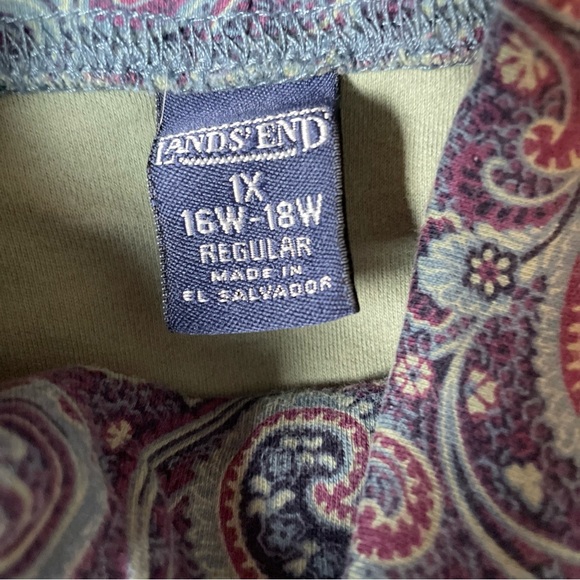 LANDS' END
1X
16W-18W
REGULAR
MADE IN
EL SALVADOR